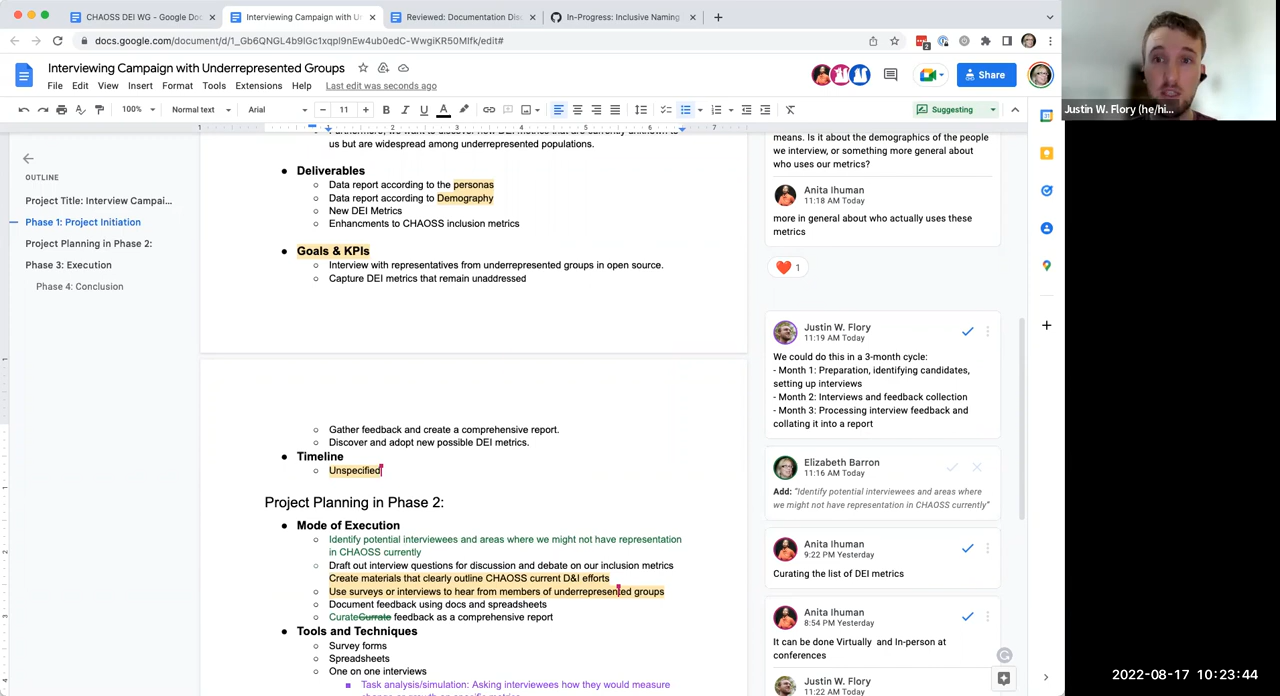 CHAOSS DEI WG - Google Doc
Interviewing Campaign with Un
Reviewed: Documentation Dis
In-Progress: Inclusive Naming
docs.google.com/document/d/1_Gb6QNGL4b9IGc1xqpl9nEw4ub0edC-WwgiKR50MIfk/edit#
Interviewing Campaign with Underrepresented Groups
File Edit View Insert Format Tools Extensions Help Last edit was seconds ago
Share
100% Normal text Arial 11 Suggesting
1 1 2 3 4 5 6 7
us but are widespread among underrepresented populations.
OUTLINE
Project Title: Interview Campai...
Phase 1: Project Initiation
Project Planning in Phase 2:
Phase 3: Execution
Phase 4: Conclusion
Deliverables
Data report according to the personas
Data report according to Demography
New DEI Metrics
Enhancments to CHAOSS inclusion metrics
Goals & KPIs
Interview with representatives from underrepresented groups in open source.
Capture DEI metrics that remain unaddressed
Gather feedback and create a comprehensive report.
Discover and adopt new possible DEI metrics.
Timeline
Unspecified
Project Planning in Phase 2:
Mode of Execution
Identify potential interviewees and areas where we might not have representation
in CHAOSS currently
Draft out interview questions for discussion and debate on our inclusion metrics
Create materials that clearly outline CHAOSS current D&I efforts
Use surveys or interviews to hear from members of underrepresented groups
Document feedback using docs and spreadsheets
CurateCurrate feedback as a comprehensive report
Tools and Techniques
Survey forms
Spreadsheets
One on one interviews
Task analysis/simulation: Asking interviewees how they would measure
means. Is it about the demographics of the people
we interview, or something more general about
who uses our metrics?
Anita Ihuman
11:18 AM Today
more in general about who actually uses these
metrics
1
Justin W. Flory
11:19 AM Today
We could do this in a 3-month cycle:
- Month 1: Preparation, identifying candidates,
setting up interviews
- Month 2: Interviews and feedback collection
- Month 3: Processing interview feedback and
collating it into a report
Elizabeth Barron
11:16 AM Today
Add: "Identify potential interviewees and areas where
we might not have representation in CHAOSS currently"
Anita Ihuman
9:22 PM Yesterday
Curating the list of DEI metrics
Anita Ihuman
8:54 PM Yesterday
It can be done Virtually and In-person at
conferences
Justin W. Flory
11:22 AM Today
Justin W. Flory (he/hi...
2022-08-17 10:23:44